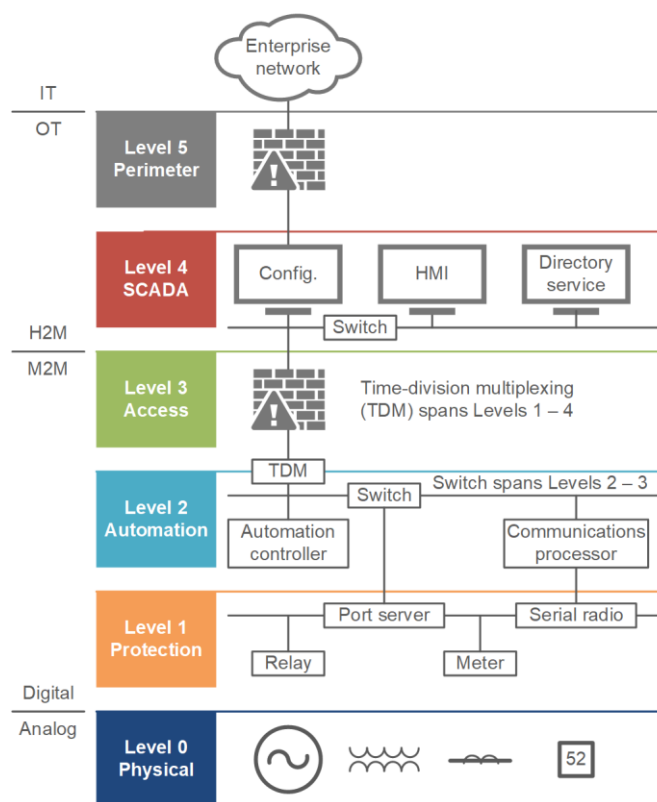 Enterprise
network
IT
OT
Level 5
Perimeter
Level 4
SCADA
Config.
HMI
Directory
service
Switch
H2M
M2M
Level 3
Access
Time-division multiplexing
(TDM) spans Levels 1 – 4
TDM
Switch spans Levels 2 – 3
Switch
Level 2
Automation
Automation
controller
Communications
processor
Level 1
Protection
Port server
Serial radio
Relay
Meter
Digital
Analog
Level 0
Physical
52